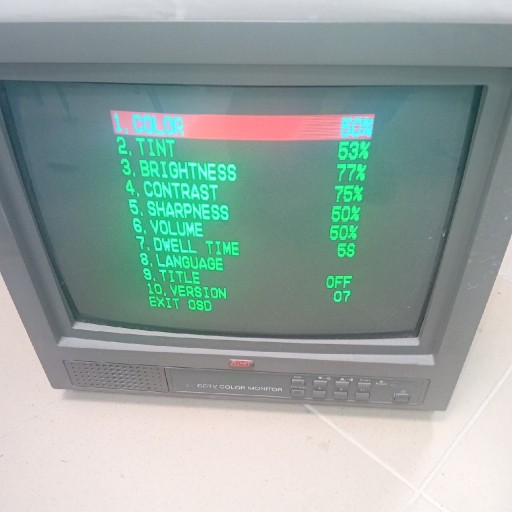 1. COLOR
2. TINT 53%
3. BRIGHTNESS 77%
4. CONTRAST 75%
5. SHARPNESS 50%
6. VOLUME 50%
7. DWELL TIME 5S
8. LANGUAGE
9. TITLE OFF
10. VERSION 07
EXIT OSD
CCTV COLOR MONITOR